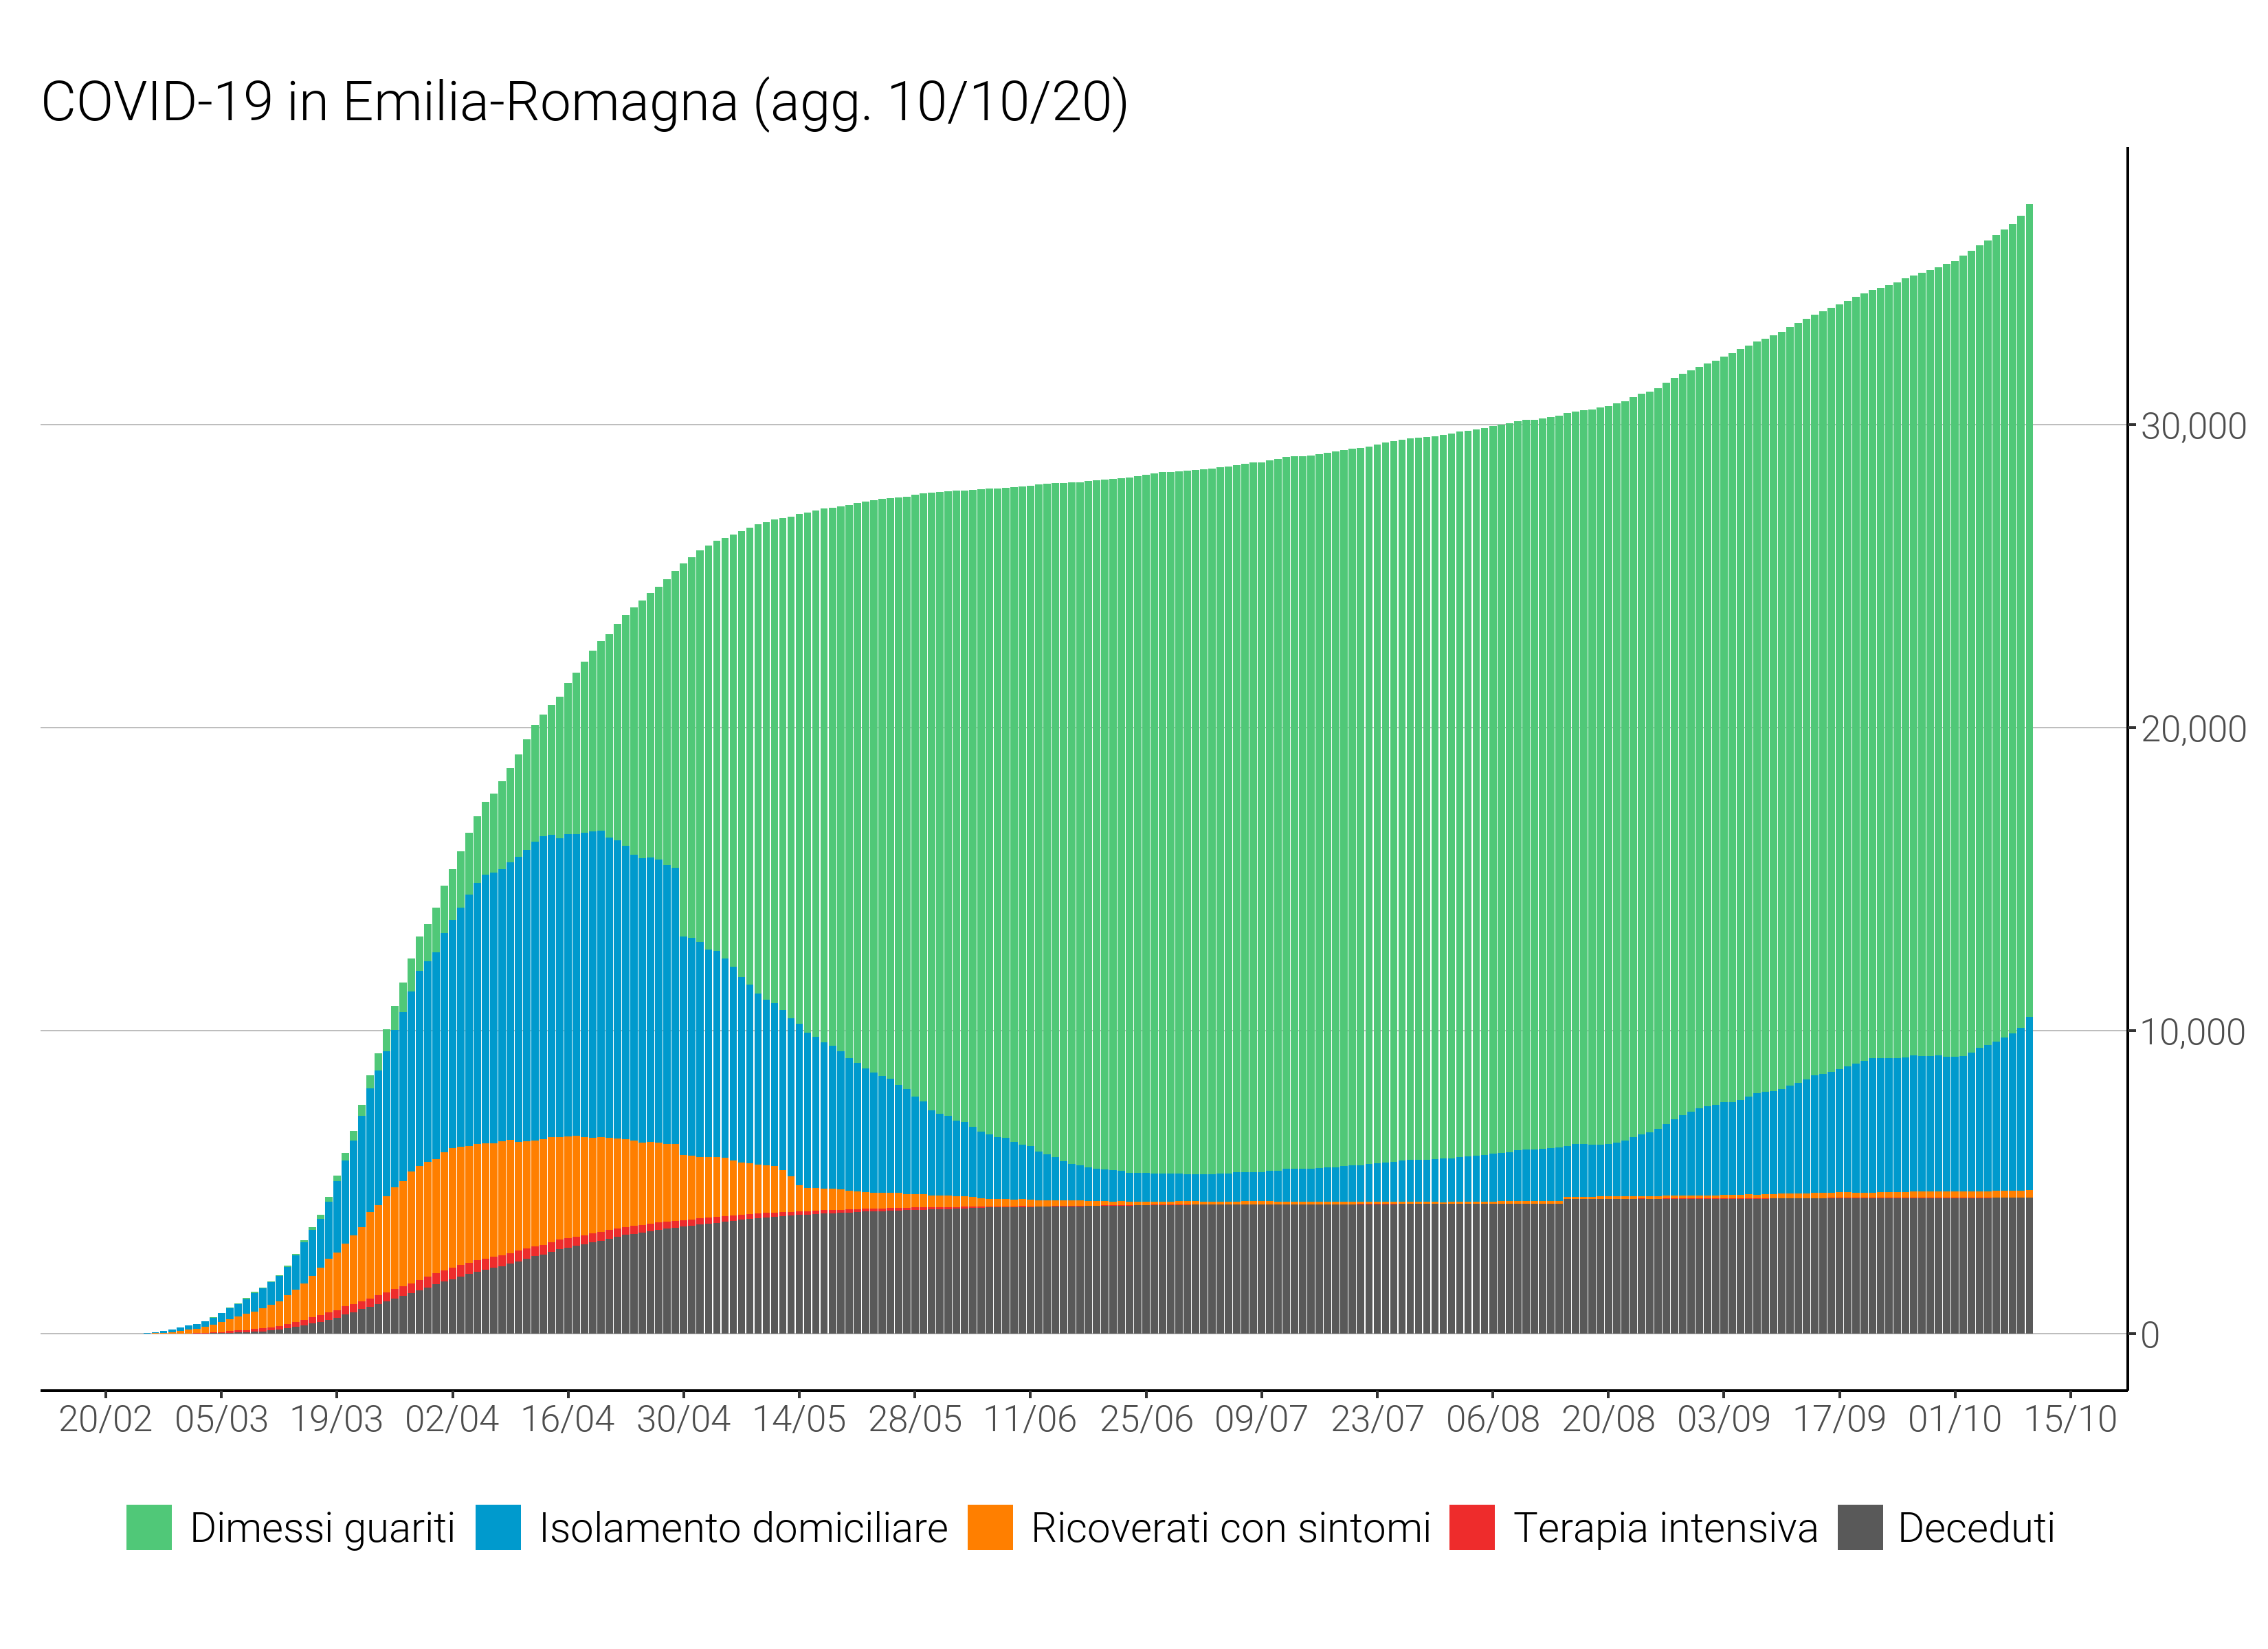 COVID-19 in Emilia-Romagna (agg. 10/10/20)
30,000
20,000
10,000
0
20/02 05/03 19/03 02/04 16/04 30/04 14/05 28/05 11/06 25/06 09/07 23/07 06/08 20/08 03/09 17/09 01/10 15/10
Dimessi guariti Isolamento domiciliare Ricoverati con sintomi Terapia intensiva Deceduti